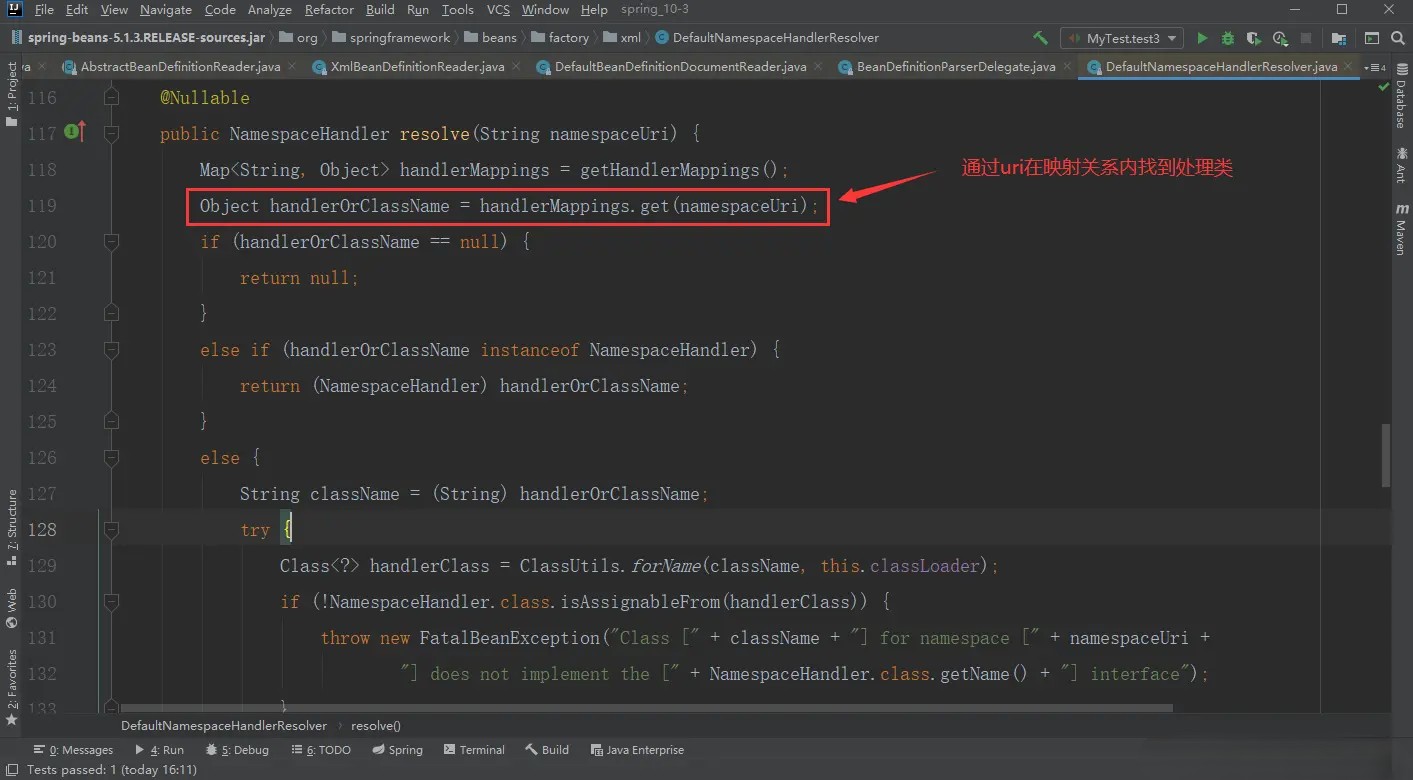 File Edit View Navigate Code Analyze Refactor Build Run Tools VCS Window Help spring_10-3
spring-beans-5.1.3.RELEASE-sources.jar org springframework beans factory xml DefaultNamespaceHandlerResolver MyTest.test3
AbstractBeanDefinitionReader.java XmlBeanDefinitionReader.java DefaultBeanDefinitionDocumentReader.java BeanDefinitionParserDelegate.java DefaultNamespaceHandlerResolver.java
1: Project
7: Structure
Web
2: Favorites
116 @Nullable
117 public NamespaceHandler resolve(String namespaceUri) {
118 Map<String, Object> handlerMappings = getHandlerMappings();
通过uri在映射关系内找到处理类
119 Object handlerOrClassName = handlerMappings.get(namespaceUri);
120 if (handlerOrClassName == null) {
121 return null;
122 }
123 else if (handlerOrClassName instanceof NamespaceHandler) {
124 return (NamespaceHandler) handlerOrClassName;
125 }
126 else {
127 String className = (String) handlerOrClassName;
128 try {
129 Class<?> handlerClass = ClassUtils.forName(className, this.classLoader);
130 if (!NamespaceHandler.class.isAssignableFrom(handlerClass)) {
131 throw new FatalBeanException("Class [" + className + "] for namespace [" + namespaceUri +
132 "] does not implement the [" + NamespaceHandler.class.getName() + "] interface");
133 }
Database
Ant
Maven
DefaultNamespaceHandlerResolver resolve()
0: Messages 4: Run 5: Debug 6: TODO Spring Terminal Build Java Enterprise
Tests passed: 1 (today 16:11)